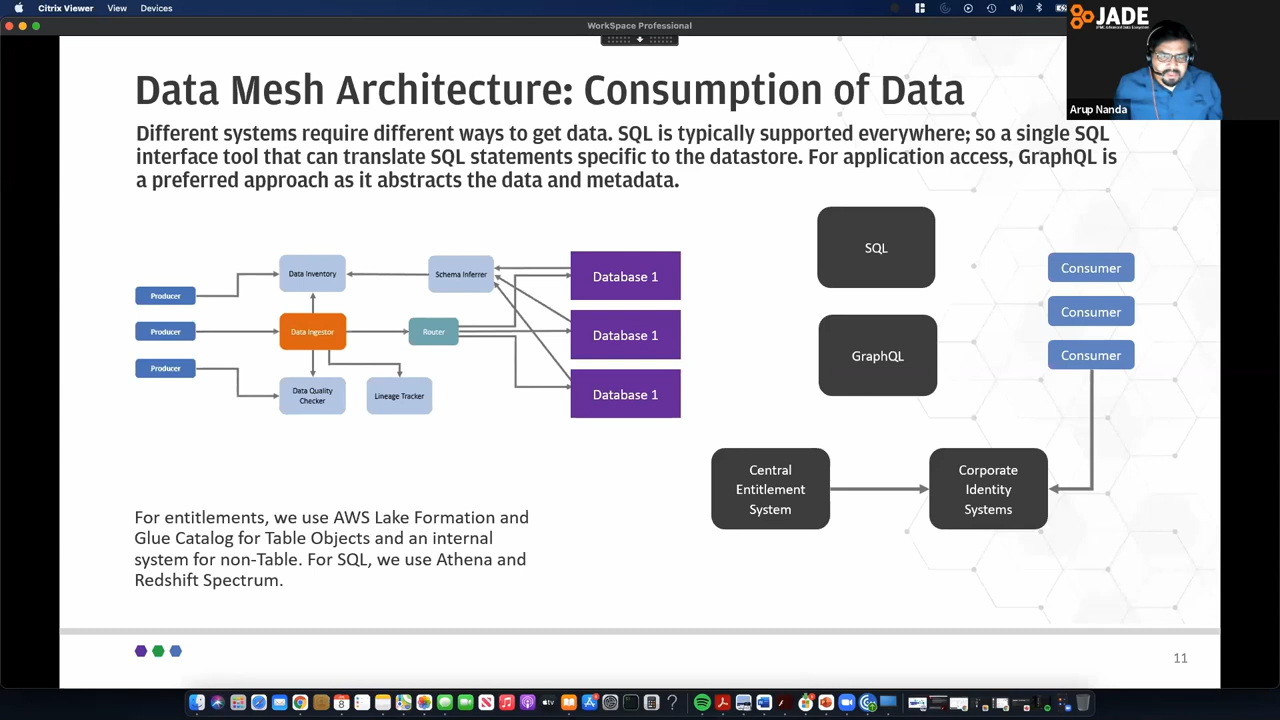 Citrix Viewer View Devices
WorkSpace Professional
JADE
Arup Nanda
Data Mesh Architecture: Consumption of Data
Different systems require different ways to get data. SQL is typically supported everywhere; so a single SQL
interface tool that can translate SQL statements specific to the datastore. For application access, GraphQL is
a preferred approach as it abstracts the data and metadata.
Producer
Producer
Producer
Data Inventory
Data Ingestor
Data Quality
Checker
Lineage Tracker
Schema Inferrer
Router
Database 1
Database 1
Database 1
SQL
GraphQL
Consumer
Consumer
Consumer
Central
Entitlement
System
Corporate
Identity
Systems
For entitlements, we use AWS Lake Formation and
Glue Catalog for Table Objects and an internal
system for non-Table. For SQL, we use Athena and
Redshift Spectrum.
11